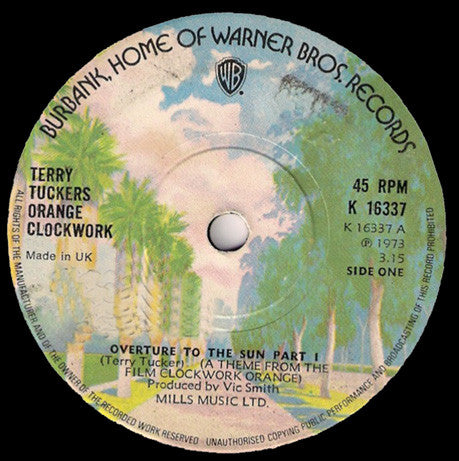 BURBANK, HOME OF WARNER BROS. RECORDS
WB
TERRY
TUCKERS
ORANGE
CLOCKWORK
Made in UK
45 RPM
K 16337
K 16337 A
℗ 1973
3.15
SIDE ONE
OVERTURE TO THE SUN PART I
(Terry Tucker) (A THEME FROM THE
FILM CLOCKWORK ORANGE)
Produced by Vic Smith
MILLS MUSIC LTD.
ALL RIGHTS OF THE MANUFACTURER AND OF THE OWNER OF THE RECORDED WORK RESERVED UNAUTHORISED COPYING PUBLIC PERFORMANCE AND BROADCASTING OF THIS RECORD PROHIBITED